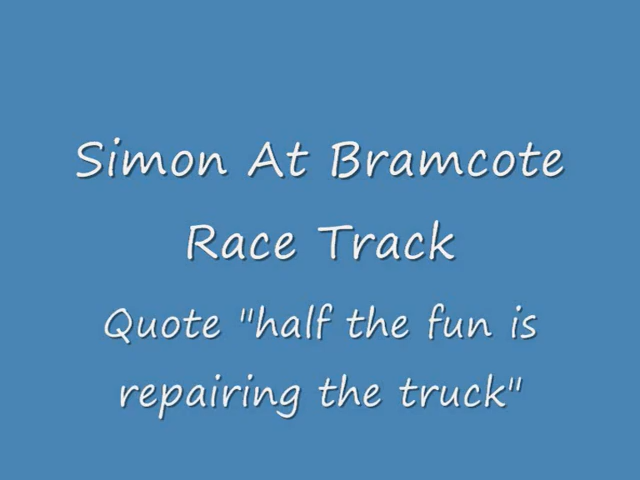 Simon At Bramcote
Race Track
Quote "half the fun is
repairing the truck"